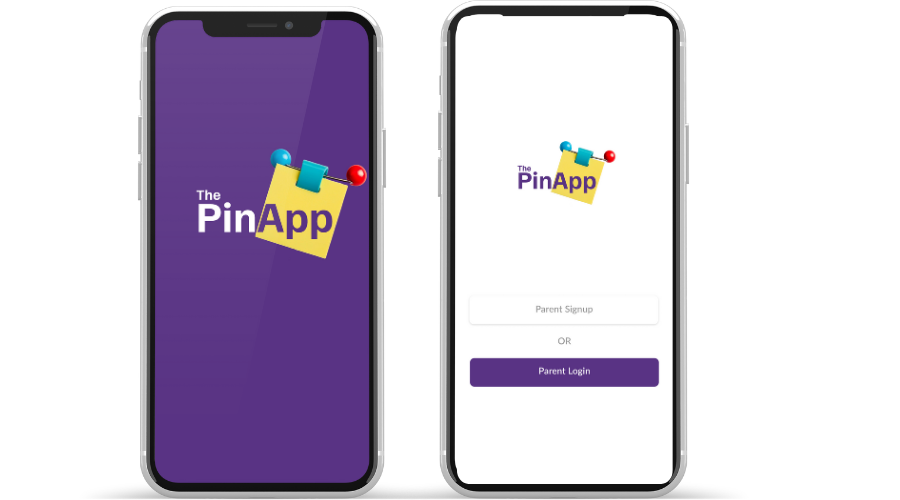 The
PinApp
The
PinApp
Parent Signup
OR
Parent Login